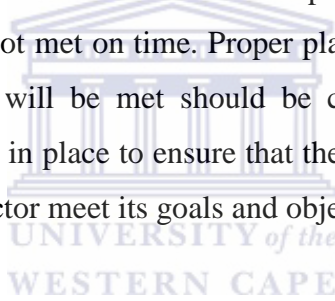 ot met on time. Proper pla
will be met should be c
in place to ensure that the
ctor meet its goals and obje
UNIVERSITY of the
WESTERN CAPE